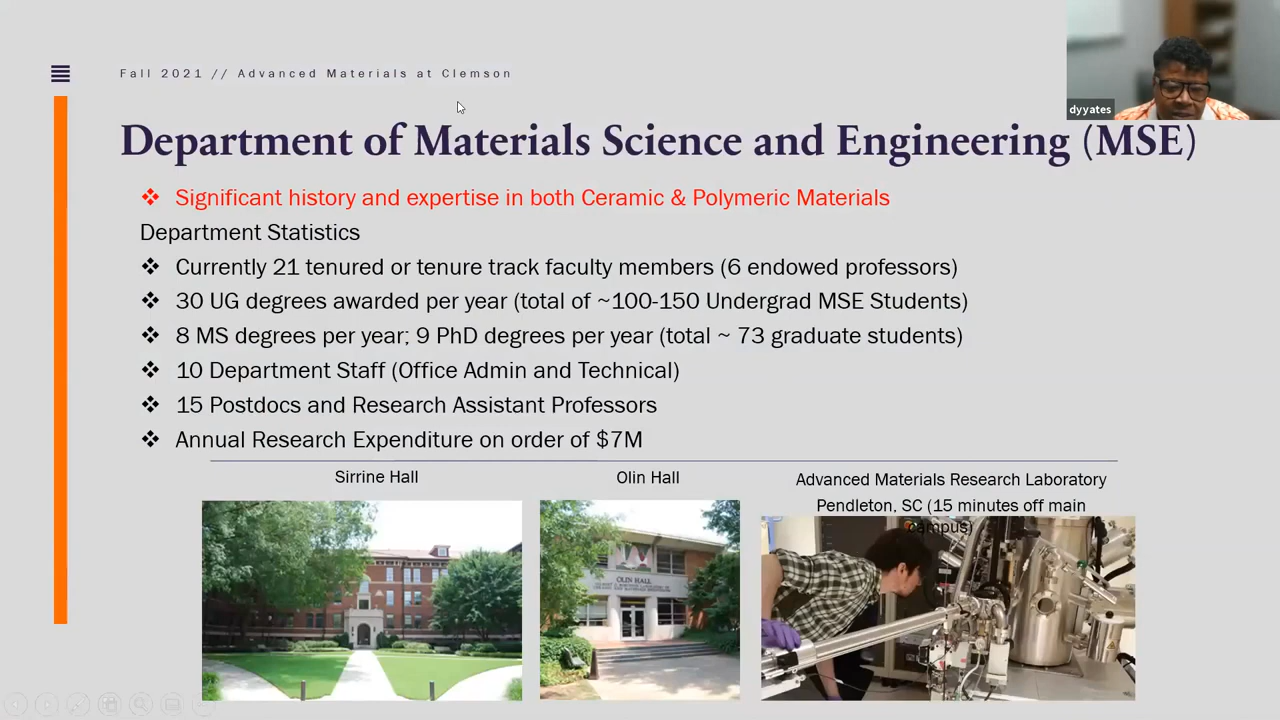 Fall 2021 // Advanced Materials at Clemson
dyyates
Department of Materials Science and Engineering (MSE)
❖ Significant history and expertise in both Ceramic & Polymeric Materials
Department Statistics
❖ Currently 21 tenured or tenure track faculty members (6 endowed professors)
❖ 30 UG degrees awarded per year (total of ~100-150 Undergrad MSE Students)
❖ 8 MS degrees per year; 9 PhD degrees per year (total ~ 73 graduate students)
❖ 10 Department Staff (Office Admin and Technical)
❖ 15 Postdocs and Research Assistant Professors
❖ Annual Research Expenditure on order of $7M
Sirrine Hall
Olin Hall
Advanced Materials Research Laboratory
Pendleton, SC (15 minutes off main
campus)
OLIN HALL